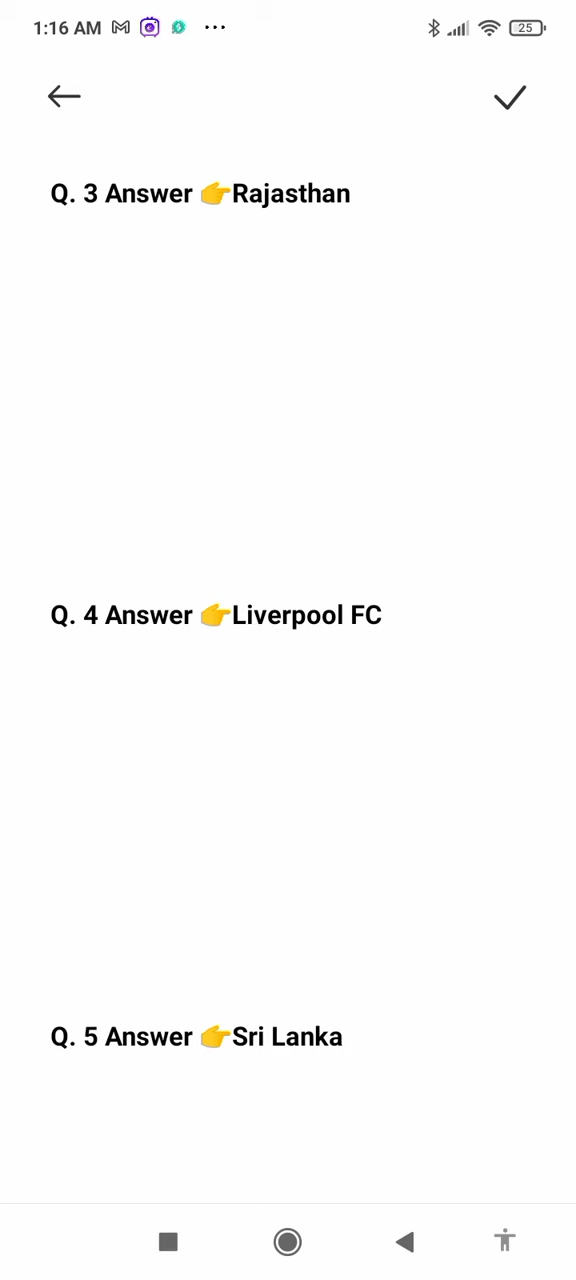 1:16 AM
25
Q. 3 Answer 👉Rajasthan
Q. 4 Answer 👉Liverpool FC
Q. 5 Answer 👉Sri Lanka